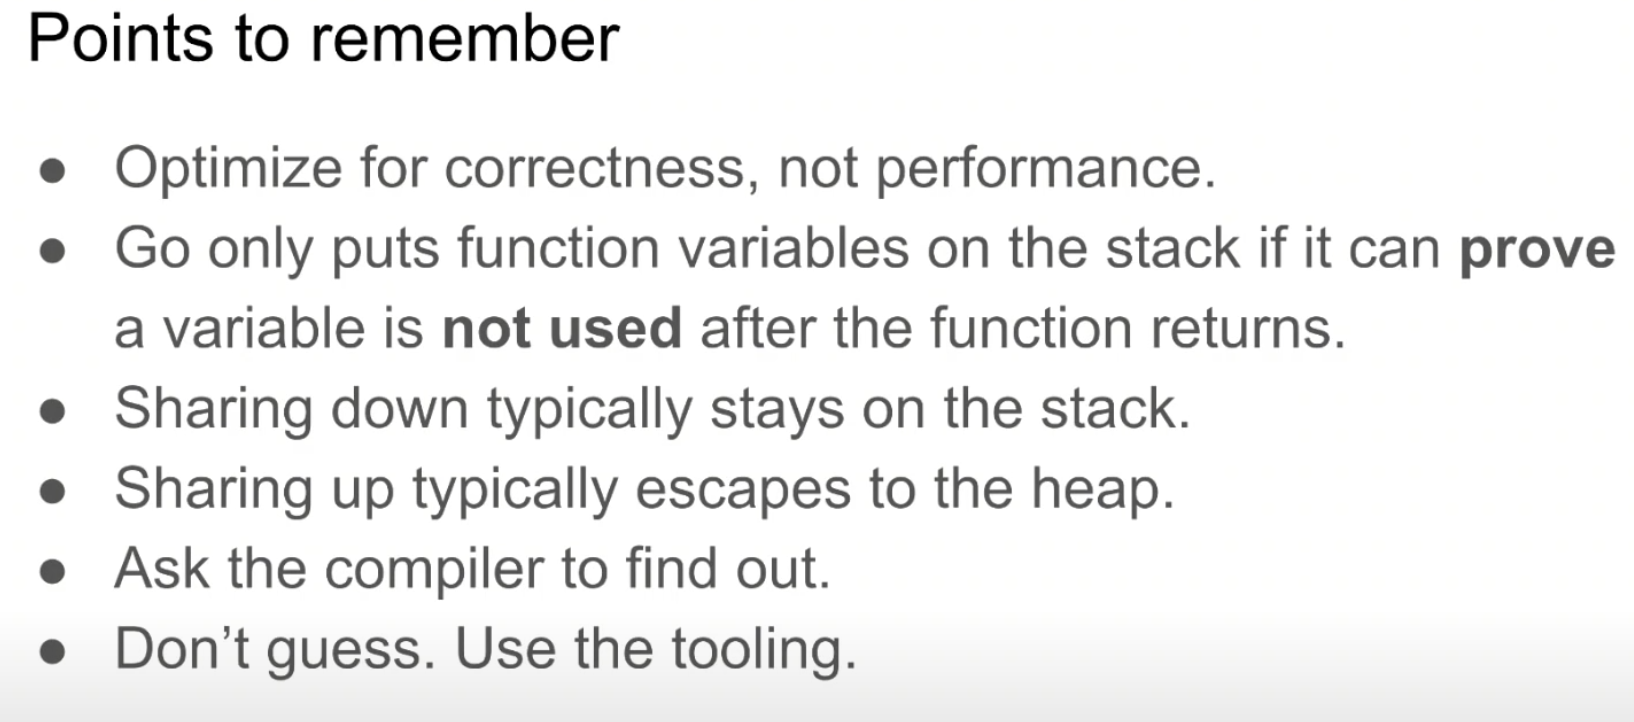 Points to remember
● Optimize for correctness, not performance.
● Go only puts function variables on the stack if it can prove
a variable is not used after the function returns.
● Sharing down typically stays on the stack.
● Sharing up typically escapes to the heap.
● Ask the compiler to find out.
● Don’t guess. Use the tooling.